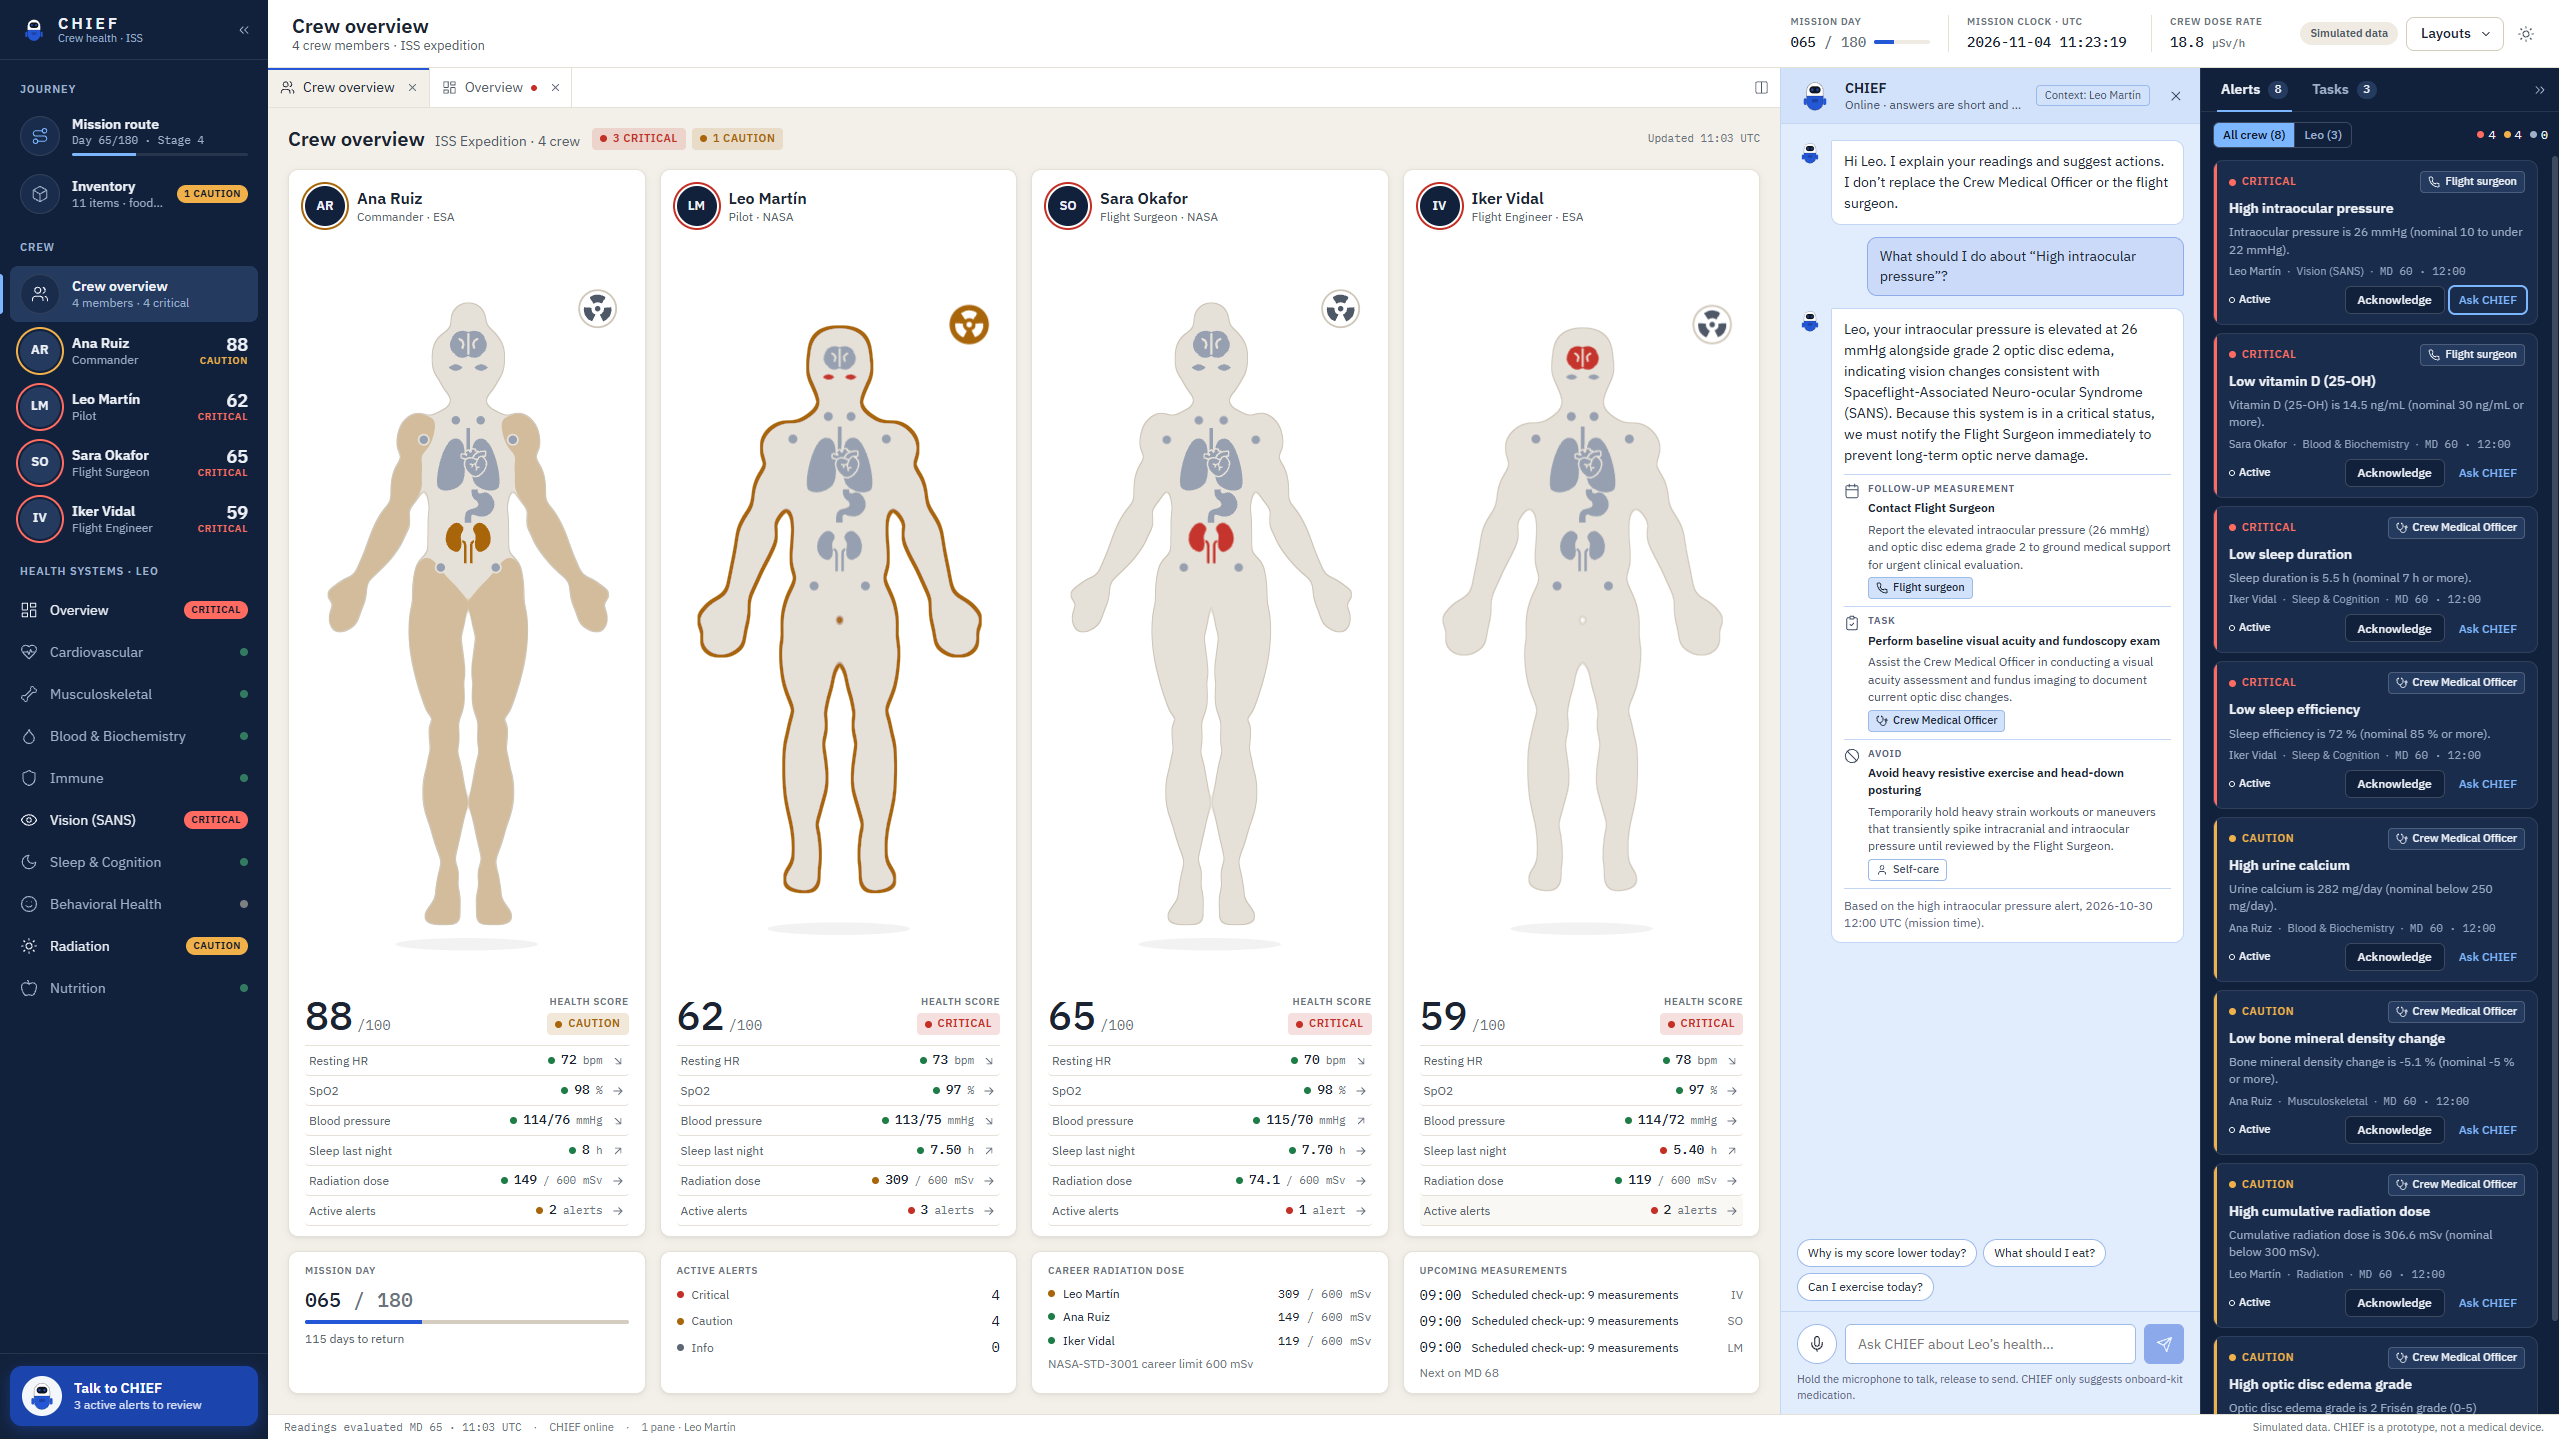 CHIEF
Crew health · ISS
JOURNEY
Mission route
Day 65/180 · Stage 4
Inventory
11 items · food...
1 CAUTION
CREW
Crew overview
4 members · 4 critical
AR
Ana Ruiz
Commander
88
CAUTION
LM
Leo Martín
Pilot
62
CRITICAL
SO
Sara Okafor
Flight Surgeon
65
CRITICAL
IV
Iker Vidal
Flight Engineer
59
CRITICAL
HEALTH SYSTEMS · LEO
Overview
CRITICAL
Cardiovascular
Musculoskeletal
Blood & Biochemistry
Immune
Vision (SANS)
CRITICAL
Sleep & Cognition
Behavioral Health
Radiation
CAUTION
Nutrition
Talk to CHIEF
3 active alerts to review
Crew overview
4 crew members · ISS expedition
MISSION DAY
065 / 180
MISSION CLOCK · UTC
2026-11-04 11:23:19
CREW DOSE RATE
18.8 µSv/h
Simulated data
Layouts
Crew overview
Overview
Crew overview
ISS Expedition · 4 crew
3 CRITICAL
1 CAUTION
Updated 11:03 UTC
AR
Ana Ruiz
Commander · ESA
88 /100
HEALTH SCORE
CAUTION
Resting HR 72 bpm
SpO2 98 %
Blood pressure 114/76 mmHg
Sleep last night 8 h
Radiation dose 149 / 600 mSv
Active alerts 2 alerts
LM
Leo Martín
Pilot · NASA
62 /100
HEALTH SCORE
CRITICAL
Resting HR 73 bpm
SpO2 97 %
Blood pressure 113/75 mmHg
Sleep last night 7.50 h
Radiation dose 309 / 600 mSv
Active alerts 3 alerts
SO
Sara Okafor
Flight Surgeon · NASA
65 /100
HEALTH SCORE
CRITICAL
Resting HR 70 bpm
SpO2 98 %
Blood pressure 115/70 mmHg
Sleep last night 7.70 h
Radiation dose 74.1 / 600 mSv
Active alerts 1 alert
IV
Iker Vidal
Flight Engineer · ESA
59 /100
HEALTH SCORE
CRITICAL
Resting HR 78 bpm
SpO2 97 %
Blood pressure 114/72 mmHg
Sleep last night 5.40 h
Radiation dose 119 / 600 mSv
Active alerts 2 alerts
MISSION DAY
065 / 180
115 days to return
ACTIVE ALERTS
Critical 4
Caution 4
Info 0
CAREER RADIATION DOSE
Leo Martín 309 / 600 mSv
Ana Ruiz 149 / 600 mSv
Iker Vidal 119 / 600 mSv
NASA-STD-3001 career limit 600 mSv
UPCOMING MEASUREMENTS
09:00 Scheduled check-up: 9 measurements IV
09:00 Scheduled check-up: 9 measurements SO
09:00 Scheduled check-up: 9 measurements LM
Next on MD 68
CHIEF
Online · answers are short and ...
Context: Leo Martín
Hi Leo. I explain your readings and suggest actions.
I don’t replace the Crew Medical Officer or the flight
surgeon.
What should I do about “High intraocular
pressure”?
Leo, your intraocular pressure is elevated at 26
mmHg alongside grade 2 optic disc edema,
indicating vision changes consistent with
Spaceflight-Associated Neuro-ocular Syndrome
(SANS). Because this system is in a critical status,
we must notify the Flight Surgeon immediately to
prevent long-term optic nerve damage.
FOLLOW-UP MEASUREMENT
Contact Flight Surgeon
Report the elevated intraocular pressure (26 mmHg)
and optic disc edema grade 2 to ground medical support
for urgent clinical evaluation.
Flight surgeon
TASK
Perform baseline visual acuity and fundoscopy exam
Assist the Crew Medical Officer in conducting a visual
acuity assessment and fundus imaging to document
current optic disc changes.
Crew Medical Officer
AVOID
Avoid heavy resistive exercise and head-down
posturing
Temporarily hold heavy strain workouts or maneuvers
that transiently spike intracranial and intraocular
pressure until reviewed by the Flight Surgeon.
Self-care
Based on the high intraocular pressure alert, 2026-10-30
12:00 UTC (mission time).
Why is my score lower today?
What should I eat?
Can I exercise today?
Ask CHIEF about Leo’s health...
Hold the microphone to talk, release to send. CHIEF only suggests onboard-kit
medication.
Alerts 8
Tasks 3
All crew (8)
Leo (3)
4 4 0
CRITICAL
Flight surgeon
High intraocular pressure
Intraocular pressure is 26 mmHg (nominal 10 to under
22 mmHg).
Leo Martín · Vision (SANS) · MD 60 · 12:00
Active
Acknowledge
Ask CHIEF
CRITICAL
Flight surgeon
Low vitamin D (25-OH)
Vitamin D (25-OH) is 14.5 ng/mL (nominal 30 ng/mL or
more).
Sara Okafor · Blood & Biochemistry · MD 60 · 12:00
Active
Acknowledge
Ask CHIEF
CRITICAL
Crew Medical Officer
Low sleep duration
Sleep duration is 5.5 h (nominal 7 h or more).
Iker Vidal · Sleep & Cognition · MD 60 · 12:00
Active
Acknowledge
Ask CHIEF
CRITICAL
Crew Medical Officer
Low sleep efficiency
Sleep efficiency is 72 % (nominal 85 % or more).
Iker Vidal · Sleep & Cognition · MD 60 · 12:00
Active
Acknowledge
Ask CHIEF
CAUTION
Crew Medical Officer
High urine calcium
Urine calcium is 282 mg/day (nominal below 250
mg/day).
Ana Ruiz · Blood & Biochemistry · MD 60 · 12:00
Active
Acknowledge
Ask CHIEF
CAUTION
Crew Medical Officer
Low bone mineral density change
Bone mineral density change is -5.1 % (nominal -5 %
or more).
Ana Ruiz · Musculoskeletal · MD 60 · 12:00
Active
Acknowledge
Ask CHIEF
CAUTION
Crew Medical Officer
High cumulative radiation dose
Cumulative radiation dose is 306.6 mSv (nominal
below 300 mSv).
Leo Martín · Radiation · MD 60 · 12:00
Active
Acknowledge
Ask CHIEF
CAUTION
Crew Medical Officer
High optic disc edema grade
Optic disc edema grade is 2 Frisén grade (0-5)
Readings evaluated MD 65 · 11:03 UTC · CHIEF online · 1 pane · Leo Martín
Simulated data. CHIEF is a prototype, not a medical device.